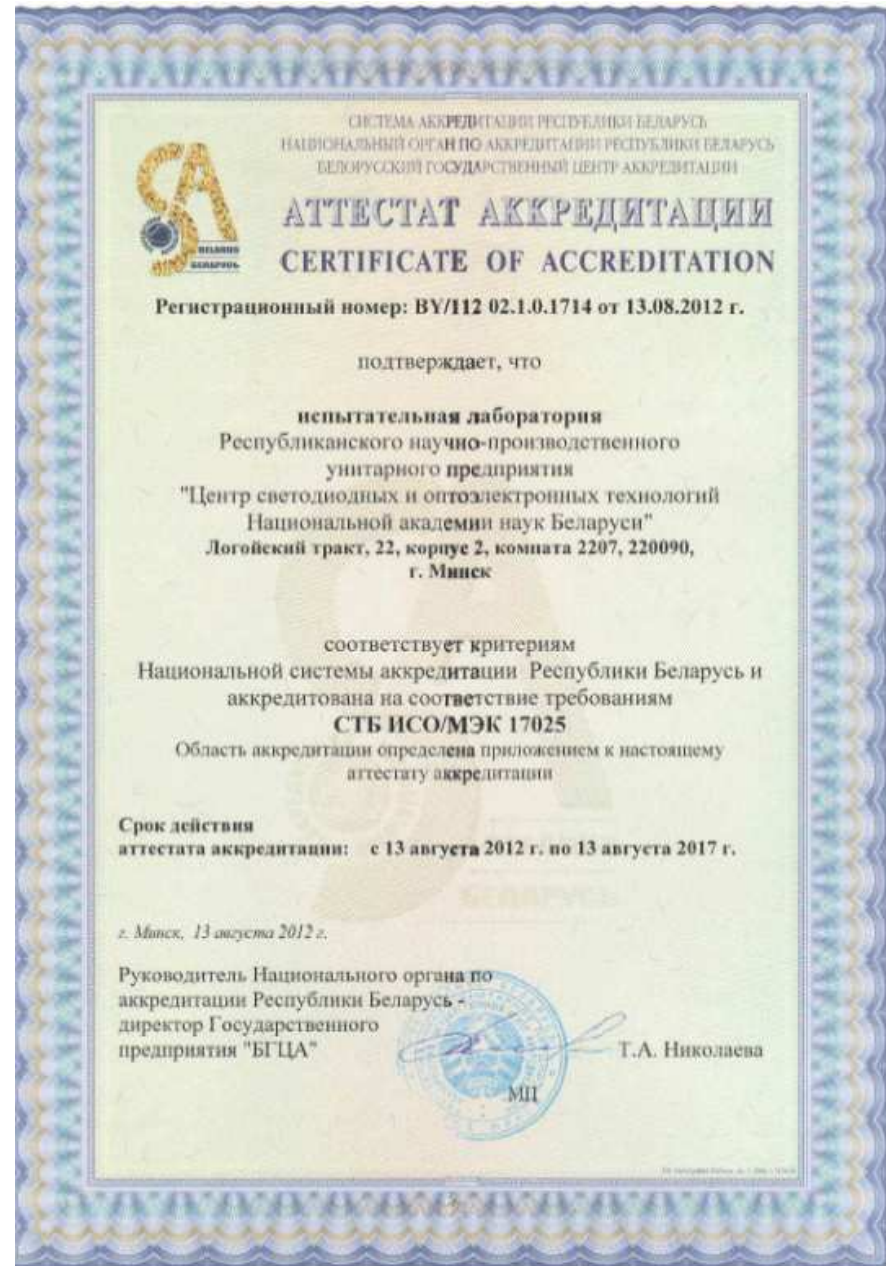 СИСТЕМА АККРЕДИТАЦИИ РЕСПУБЛИКИ БЕЛАРУСЬ
НАЦИОНАЛЬНЫЙ ОРГАН ПО АККРЕДИТАЦИИ РЕСПУБЛИКИ БЕЛАРУСЬ
БЕЛОРУССКИЙ ГОСУДАРСТВЕННЫЙ ЦЕНТР АККРЕДИТАЦИИ
BELARUS
БЕЛАРУСЬ
АТТЕСТАТ АККРЕДИТАЦИИ
CERTIFICATE OF ACCREDITATION
Регистрационный номер: BY/112 02.1.0.1714 от 13.08.2012 г.
подтверждает, что
испытательная лаборатория
Республиканского научно-производственного
унитарного предприятия
"Центр светодиодных и оптоэлектронных технологий
Национальной академии наук Беларуси"
Логойский тракт, 22, корпус 2, комната 2207, 220090,
г. Минск
соответствует критериям
Национальной системы аккредитации Республики Беларусь и
аккредитована на соответствие требованиям
СТБ ИСО/МЭК 17025
Область аккредитации определена приложением к настоящему
аттестату аккредитации
Срок действия
аттестата аккредитации: с 13 августа 2012 г. по 13 августа 2017 г.
БЕЛАРУСЬ
г. Минск, 13 августа 2012 г.
Руководитель Национального органа по
аккредитации Республики Беларусь -
директор Государственного
предприятия "БГЦА"
Т.А. Николаева
МП